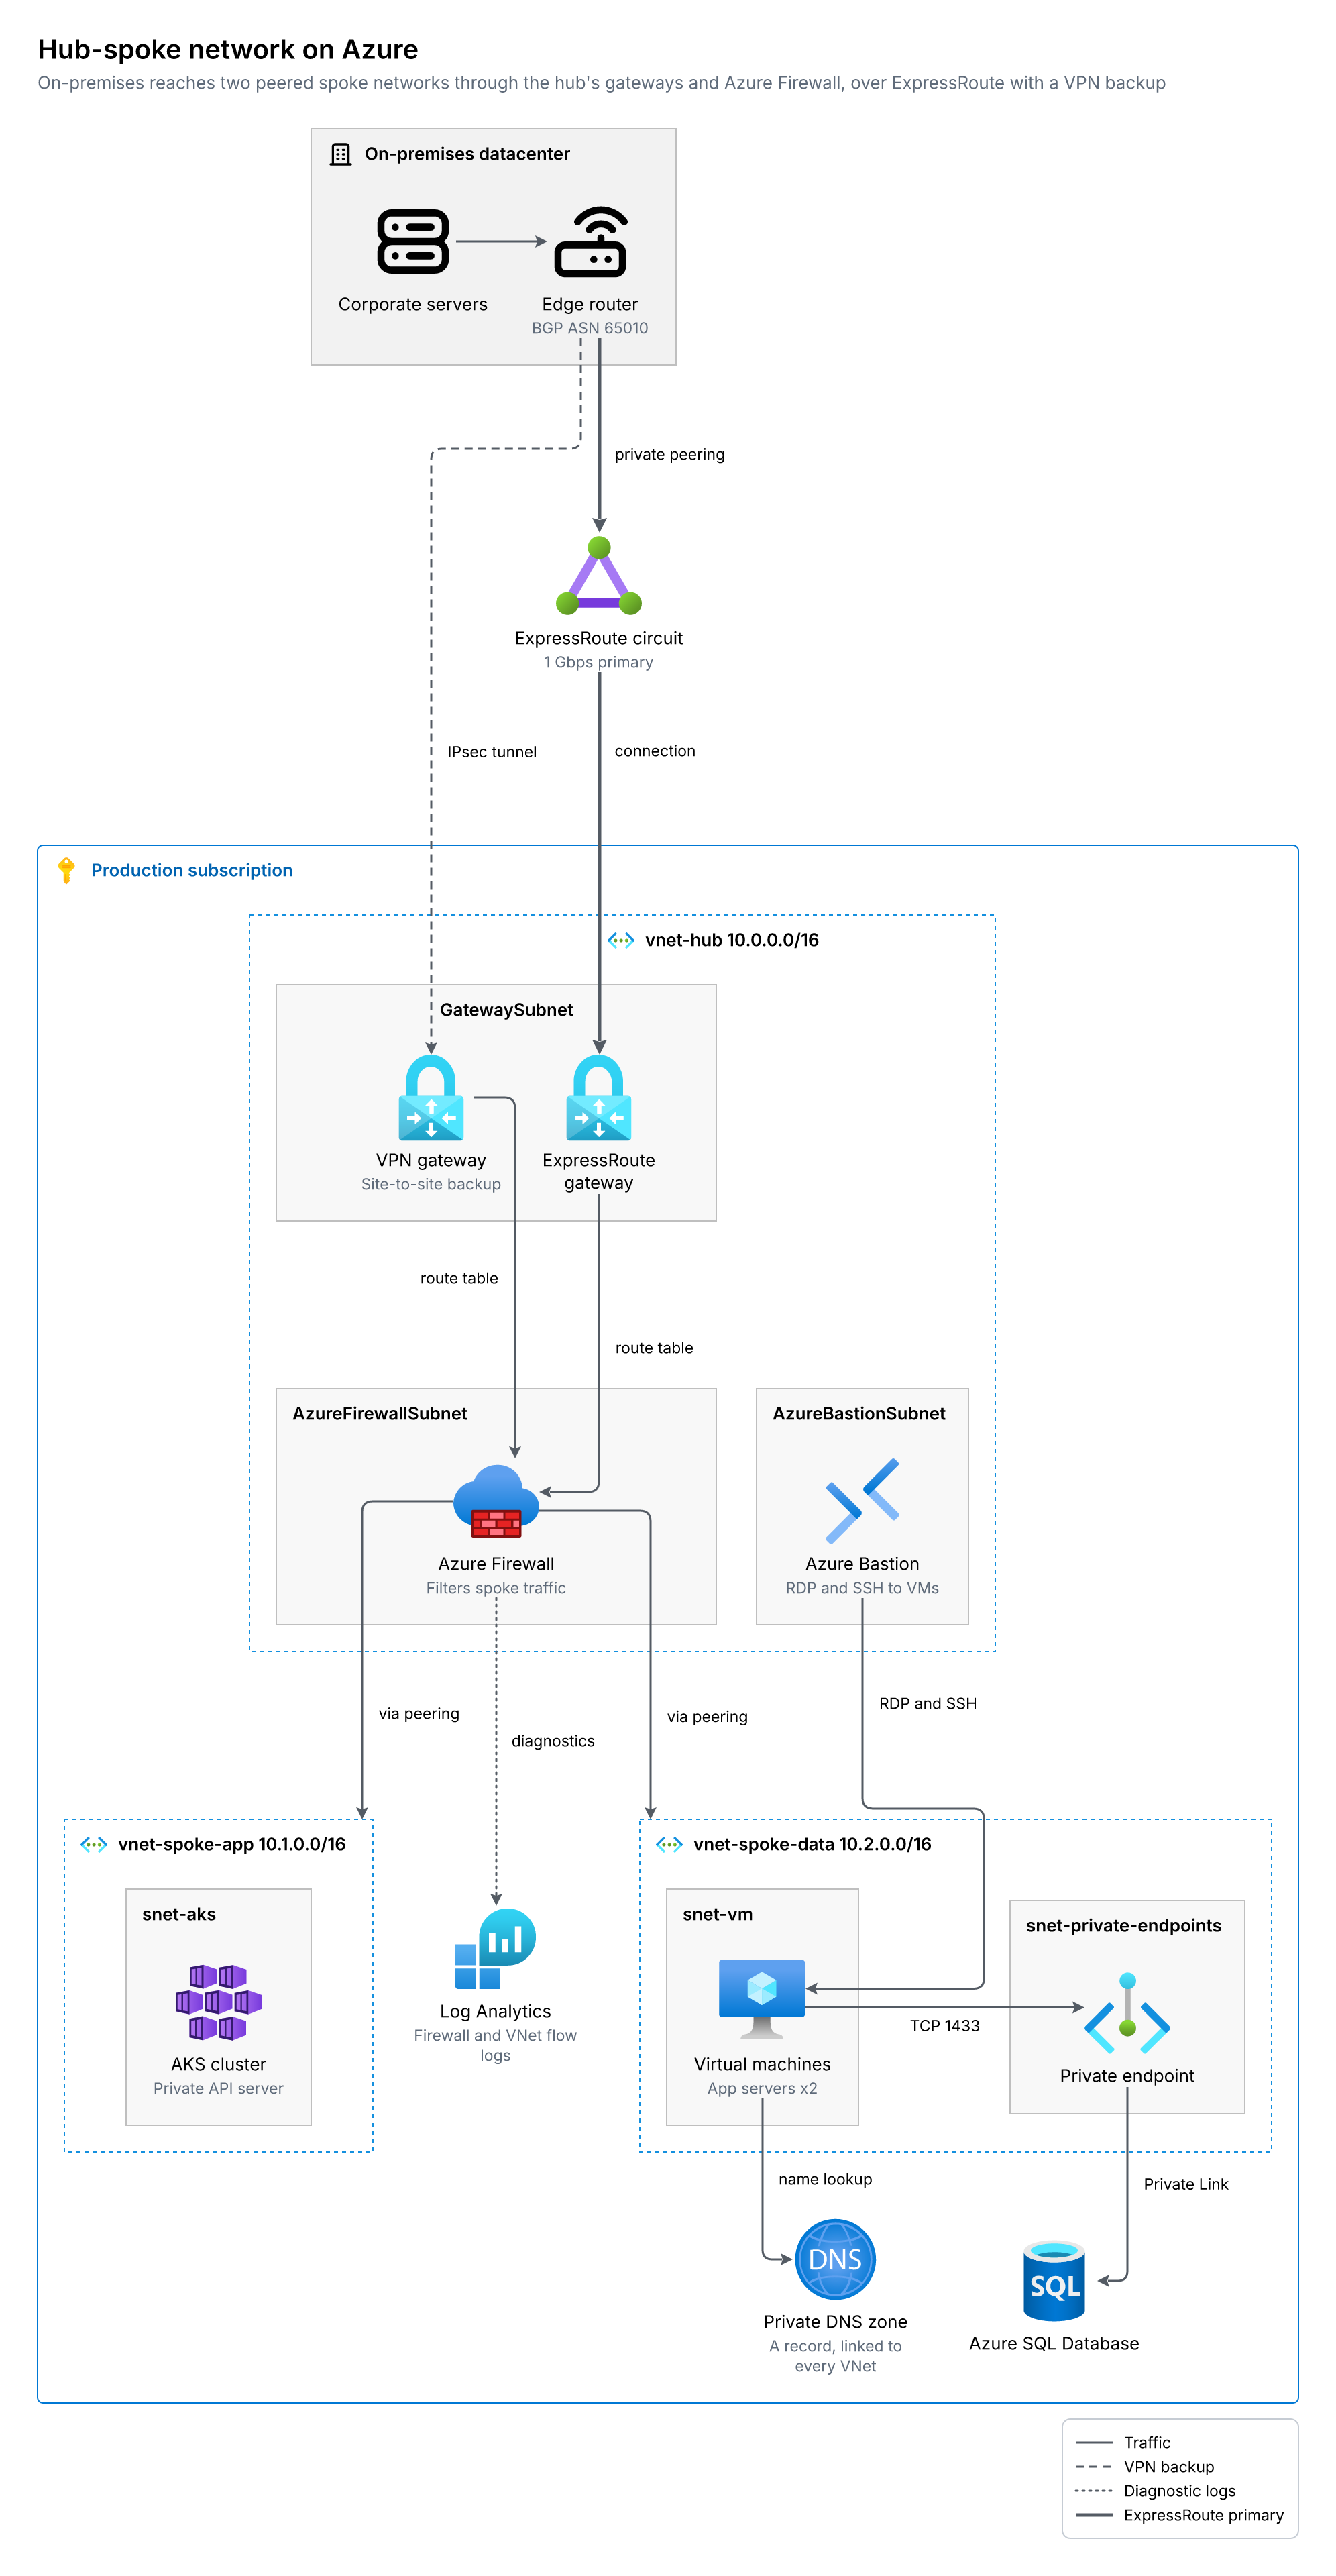 Hub-spoke network on Azure
On-premises reaches two peered spoke networks through the hub's gateways and Azure Firewall, over ExpressRoute with a VPN backup
On-premises datacenter
Corporate servers
Edge router
BGP ASN 65010
private peering
ExpressRoute circuit
1 Gbps primary
IPsec tunnel
connection
Production subscription
vnet-hub 10.0.0.0/16
GatewaySubnet
VPN gateway
Site-to-site backup
ExpressRoute
gateway
route table
route table
AzureFirewallSubnet
AzureBastionSubnet
Azure Firewall
Filters spoke traffic
Azure Bastion
RDP and SSH to VMs
via peering
diagnostics
via peering
RDP and SSH
vnet-spoke-app 10.1.0.0/16
snet-aks
AKS cluster
Private API server
Log Analytics
Firewall and VNet flow
logs
vnet-spoke-data 10.2.0.0/16
snet-vm
Virtual machines
App servers x2
TCP 1433
snet-private-endpoints
Private endpoint
name lookup
Private Link
DNS
Private DNS zone
A record, linked to
every VNet
SQL
Azure SQL Database
Traffic
VPN backup
Diagnostic logs
ExpressRoute primary